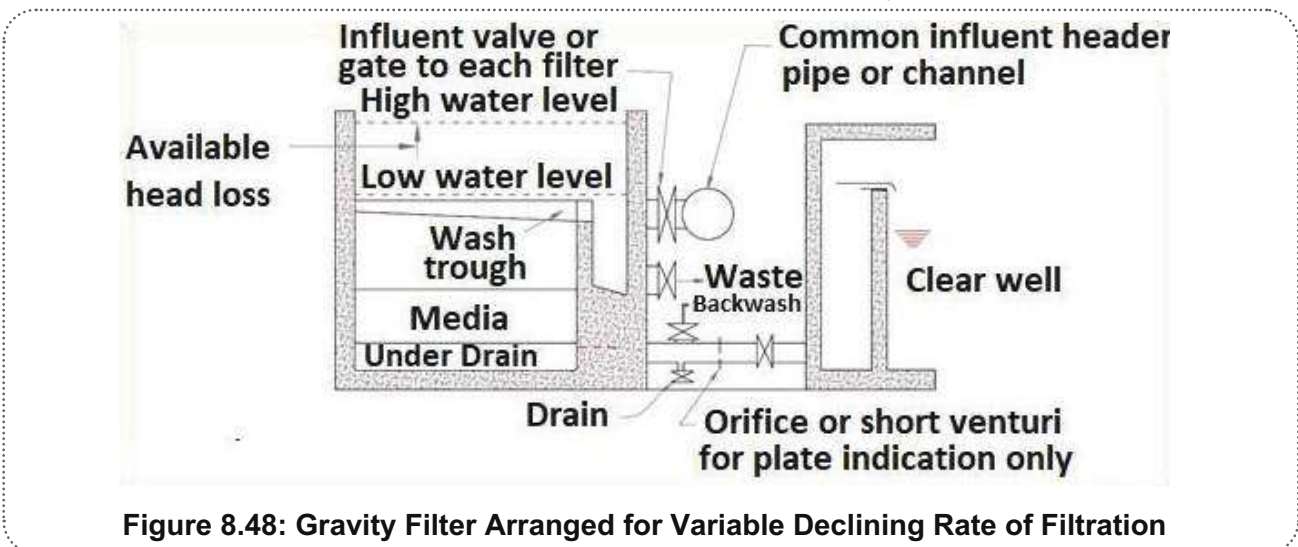 Influent valve or
gate to each filter
High water level
Common influent header
pipe or channel
Available
head loss
Low water level
Wash
trough
Waste
Backwash
Clear well
Media
Under Drain
Drain
Orifice or short venturi
for plate indication only
Figure 8.48: Gravity Filter Arranged for Variable Declining Rate of Filtration